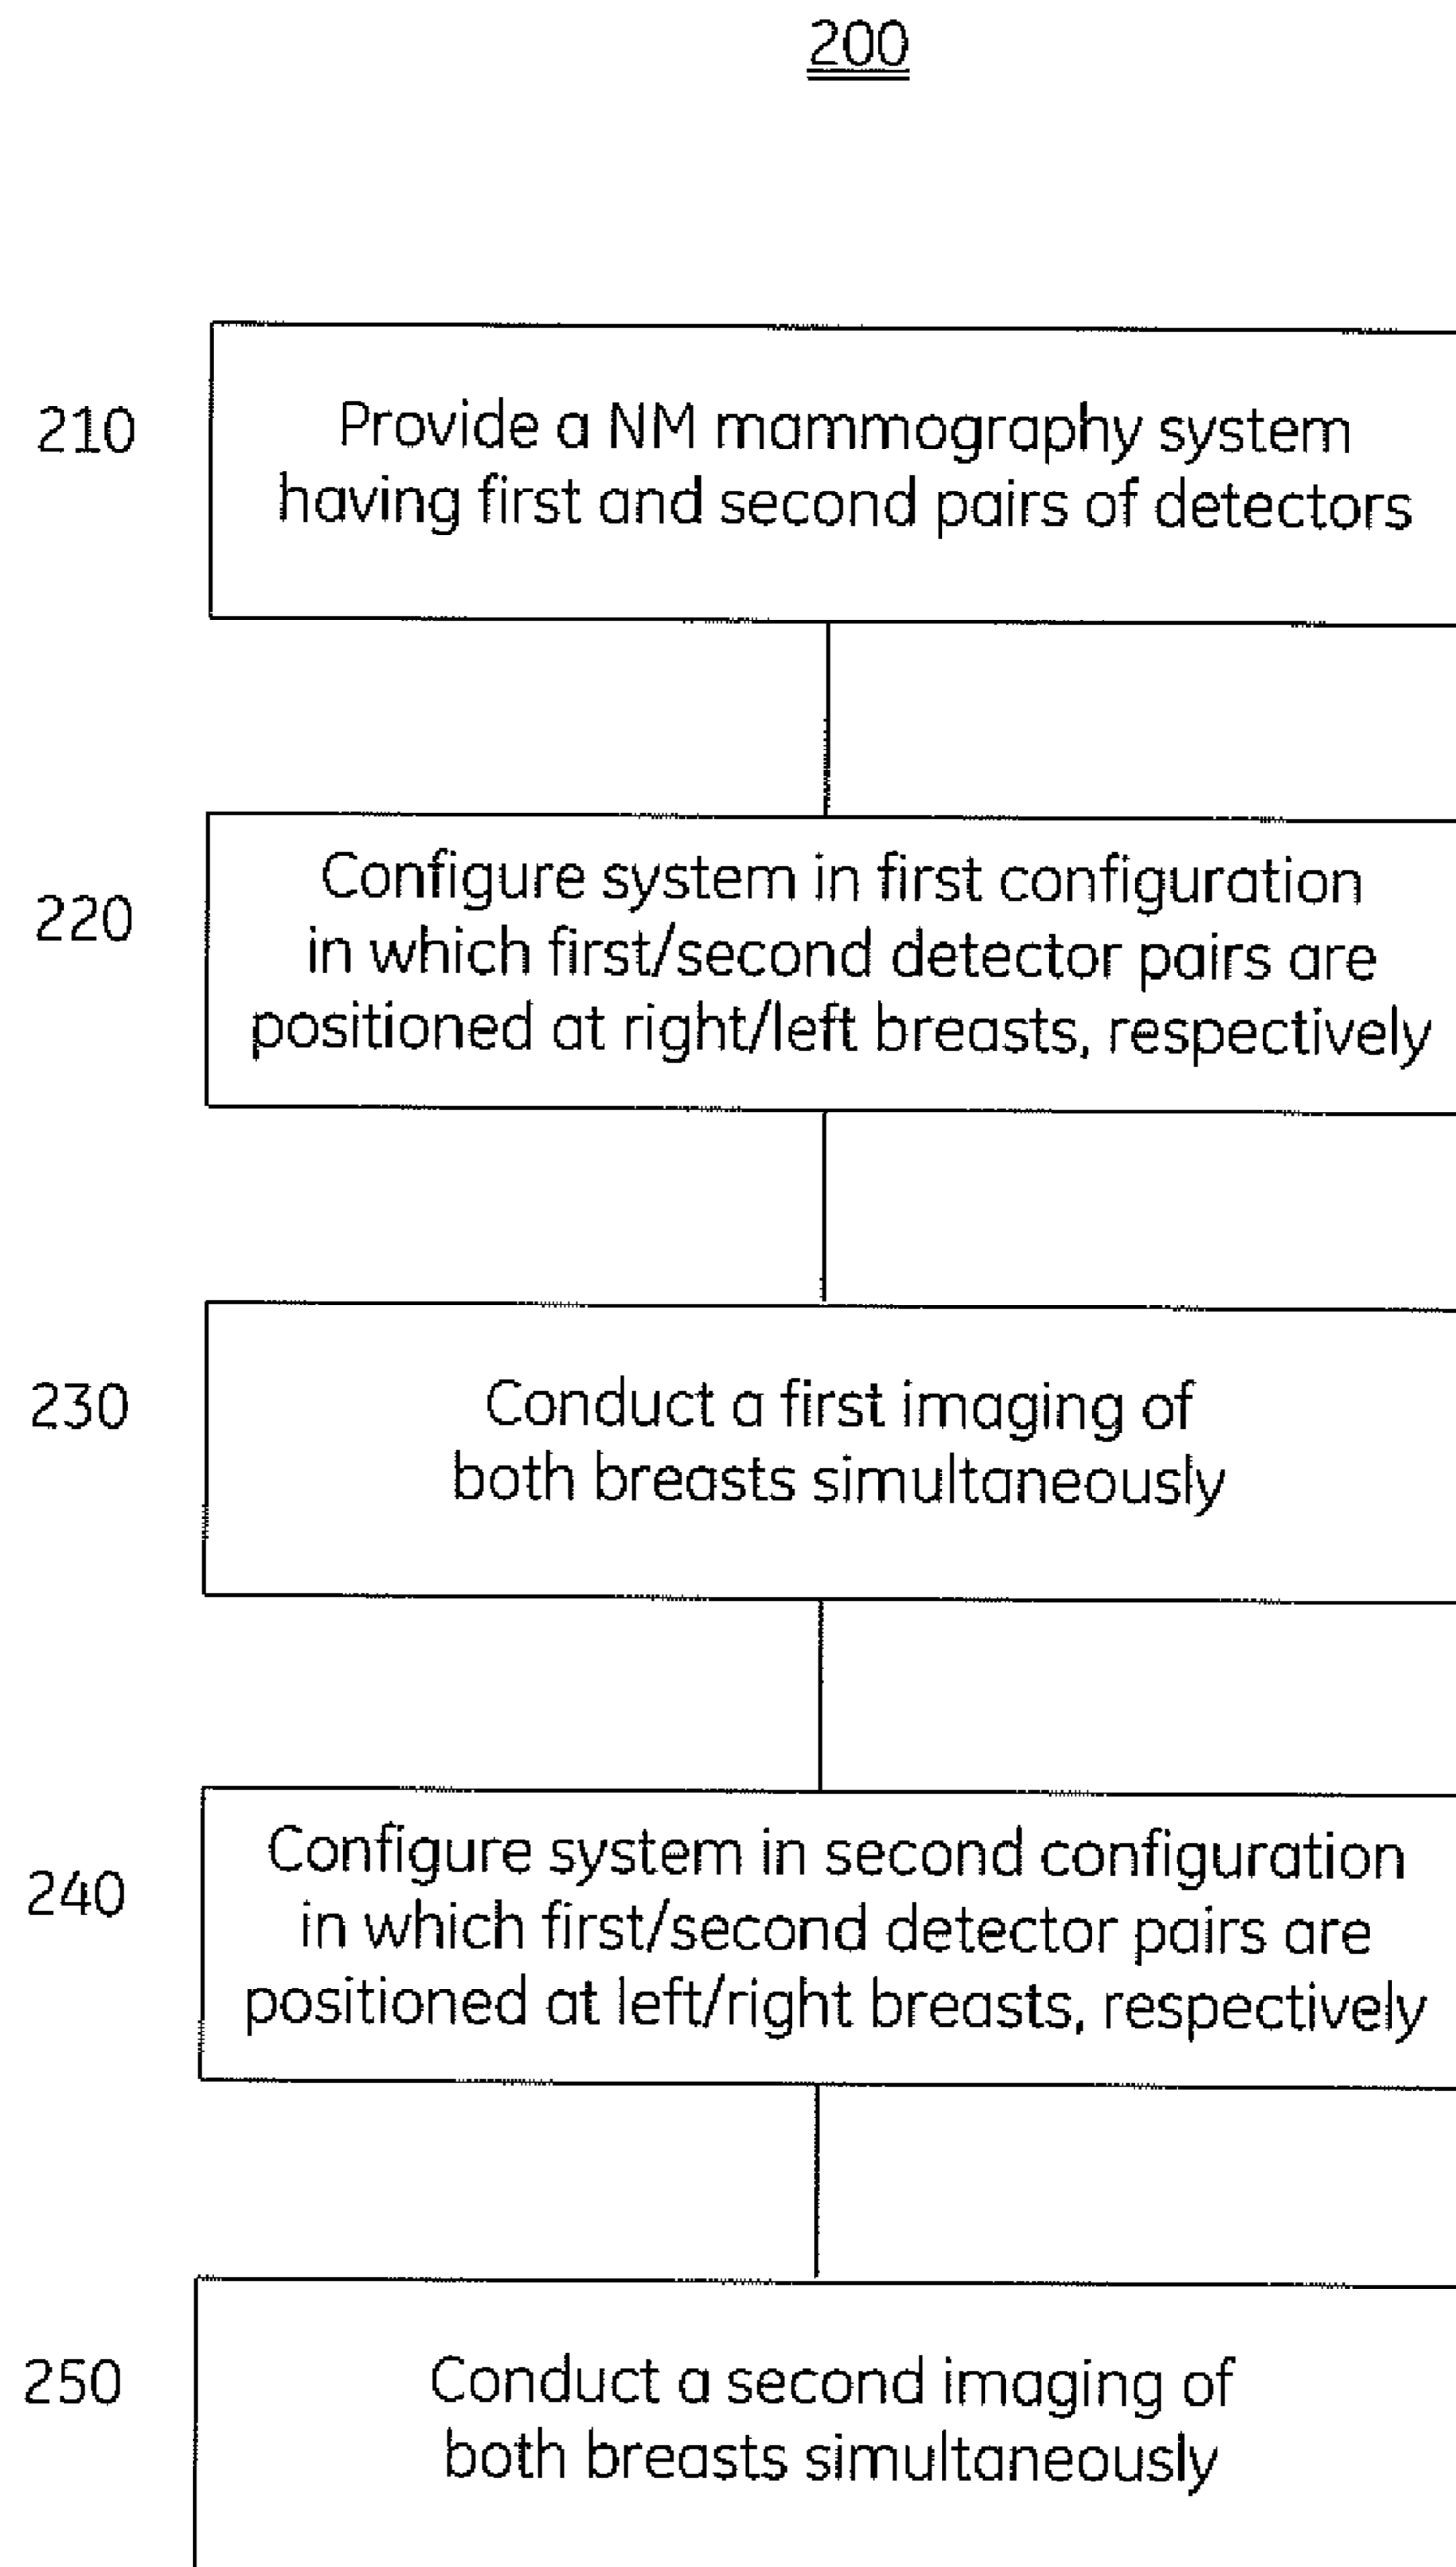 200
210
Provide a NM mammography system
having first and second pairs of detectors
220
Configure system in first configuration
in which first/second detector pairs are
positioned at right/left breasts, respectively
230
Conduct a first imaging of
both breasts simultaneously
240
Configure system in second configuration
in which first/second detector pairs are
positioned at left/right breasts, respectively
250
Conduct a second imaging of
both breasts simultaneously